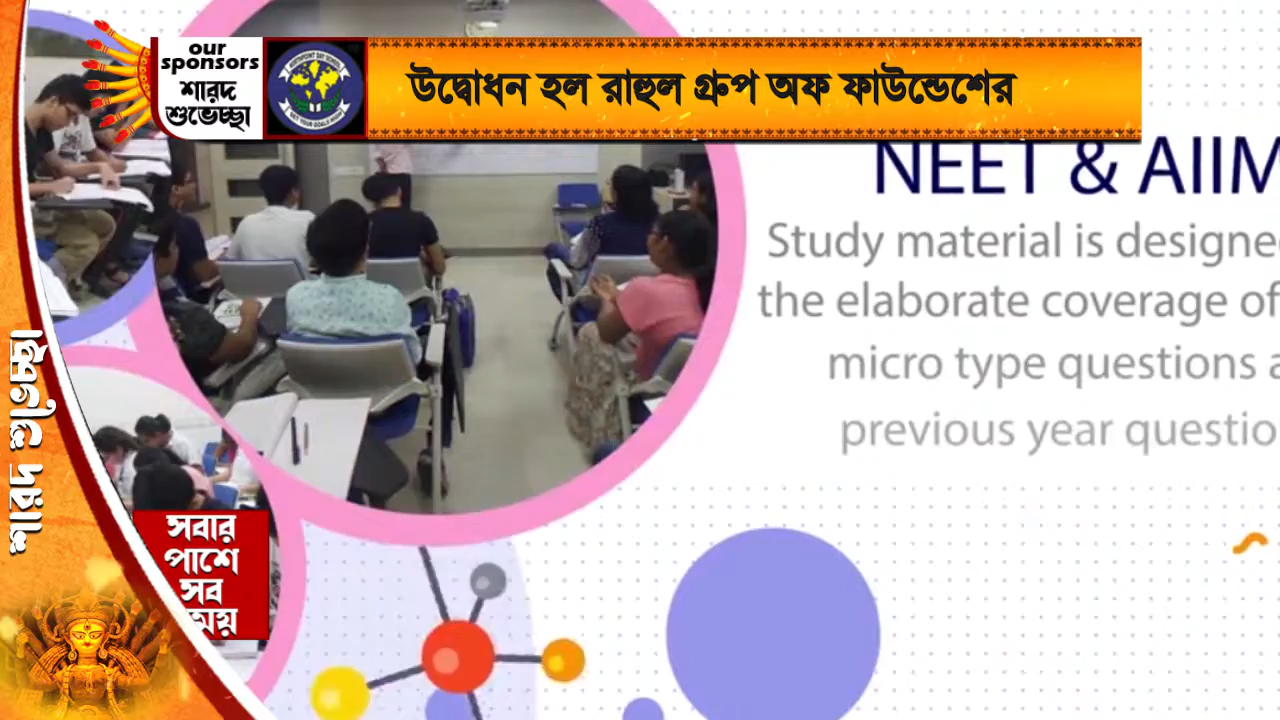 our
sponsors
শারদ
শুভেচ্ছা
উদ্বোধন হল রাহুল গ্রুপ অফ ফাউন্ডেশের
NEET & AIIM
Study material is designe
the elaborate coverage of
micro type questions a
previous year questio
শারদ শুভেচ্ছা
সবার
পাশে
সব